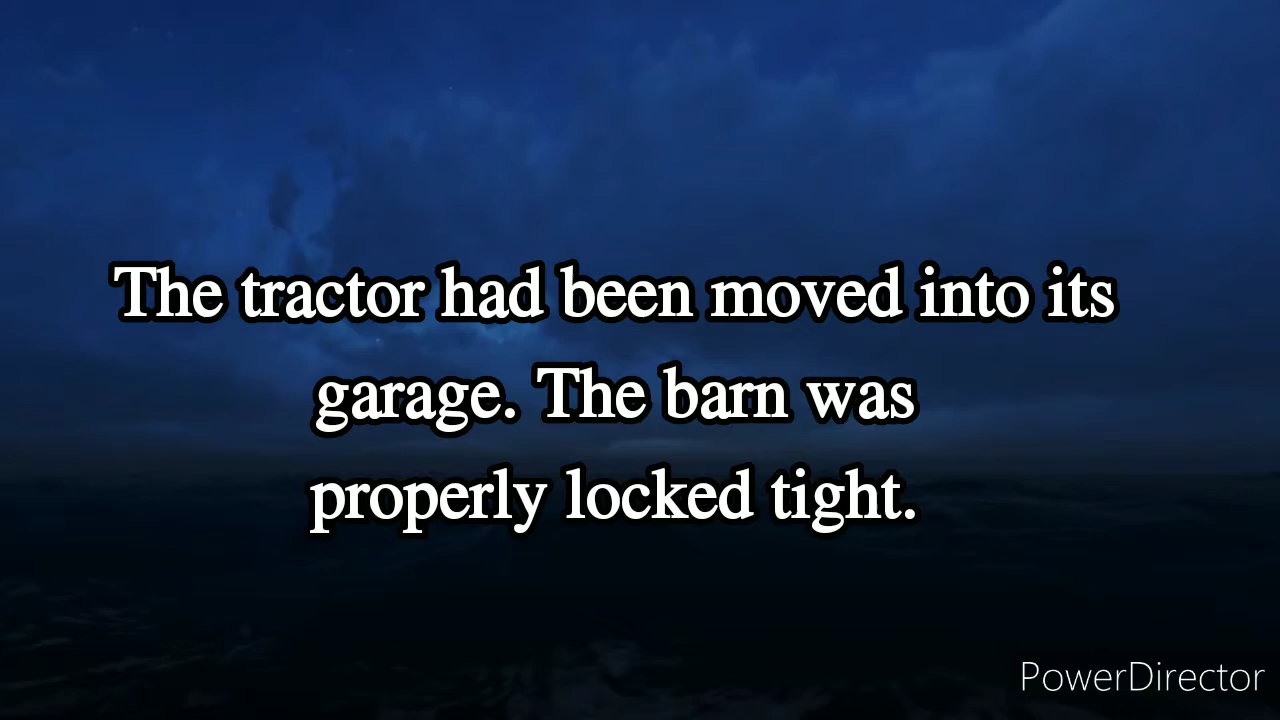 The tractor had been moved into its
garage. The barn was
properly locked tight.
PowerDirector